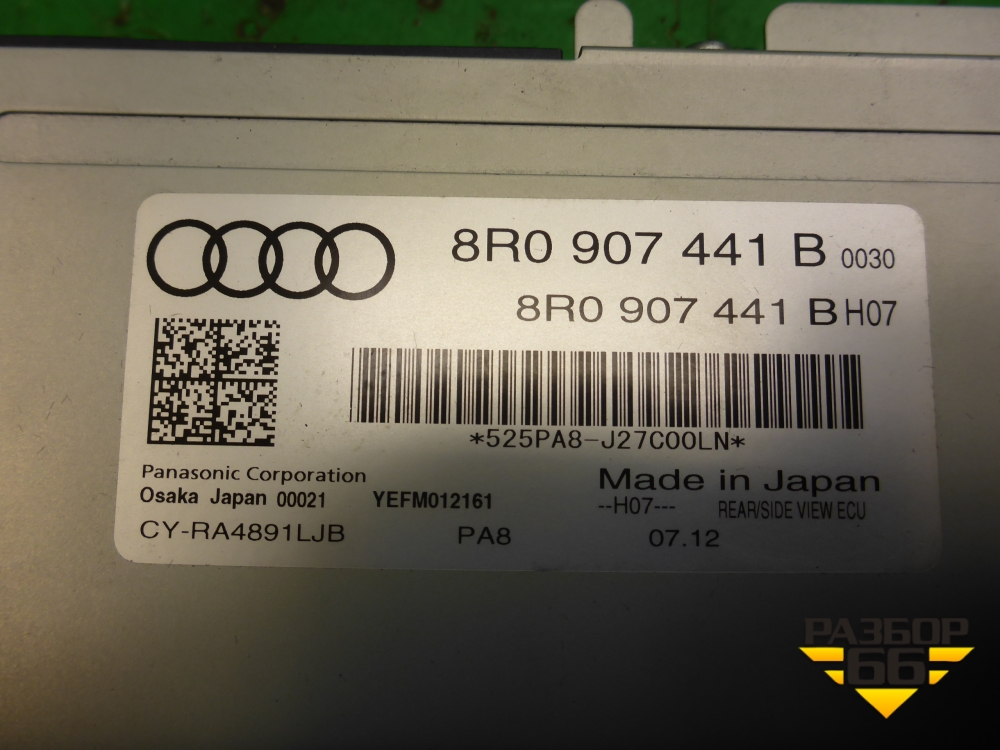 8R0 907 441 B 0030
8R0 907 441 B H07
*525PA8-J27C00LN*
Panasonic Corporation
Made in Japan
Osaka Japan 00021 YEFM012161
--H07--- REAR/SIDE VIEW ECU
CY-RA4891LJB PA8 07.12
РАЗБОР
66